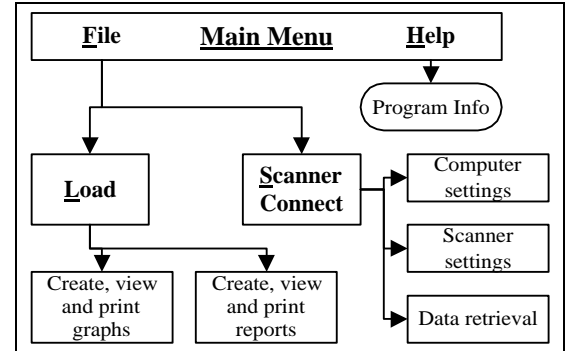 File Main Menu Help
Program Info
Load
Scanner
Connect
Computer
settings
Scanner
settings
Data retrieval
Create, view
and print
graphs
Create, view
and print
reports